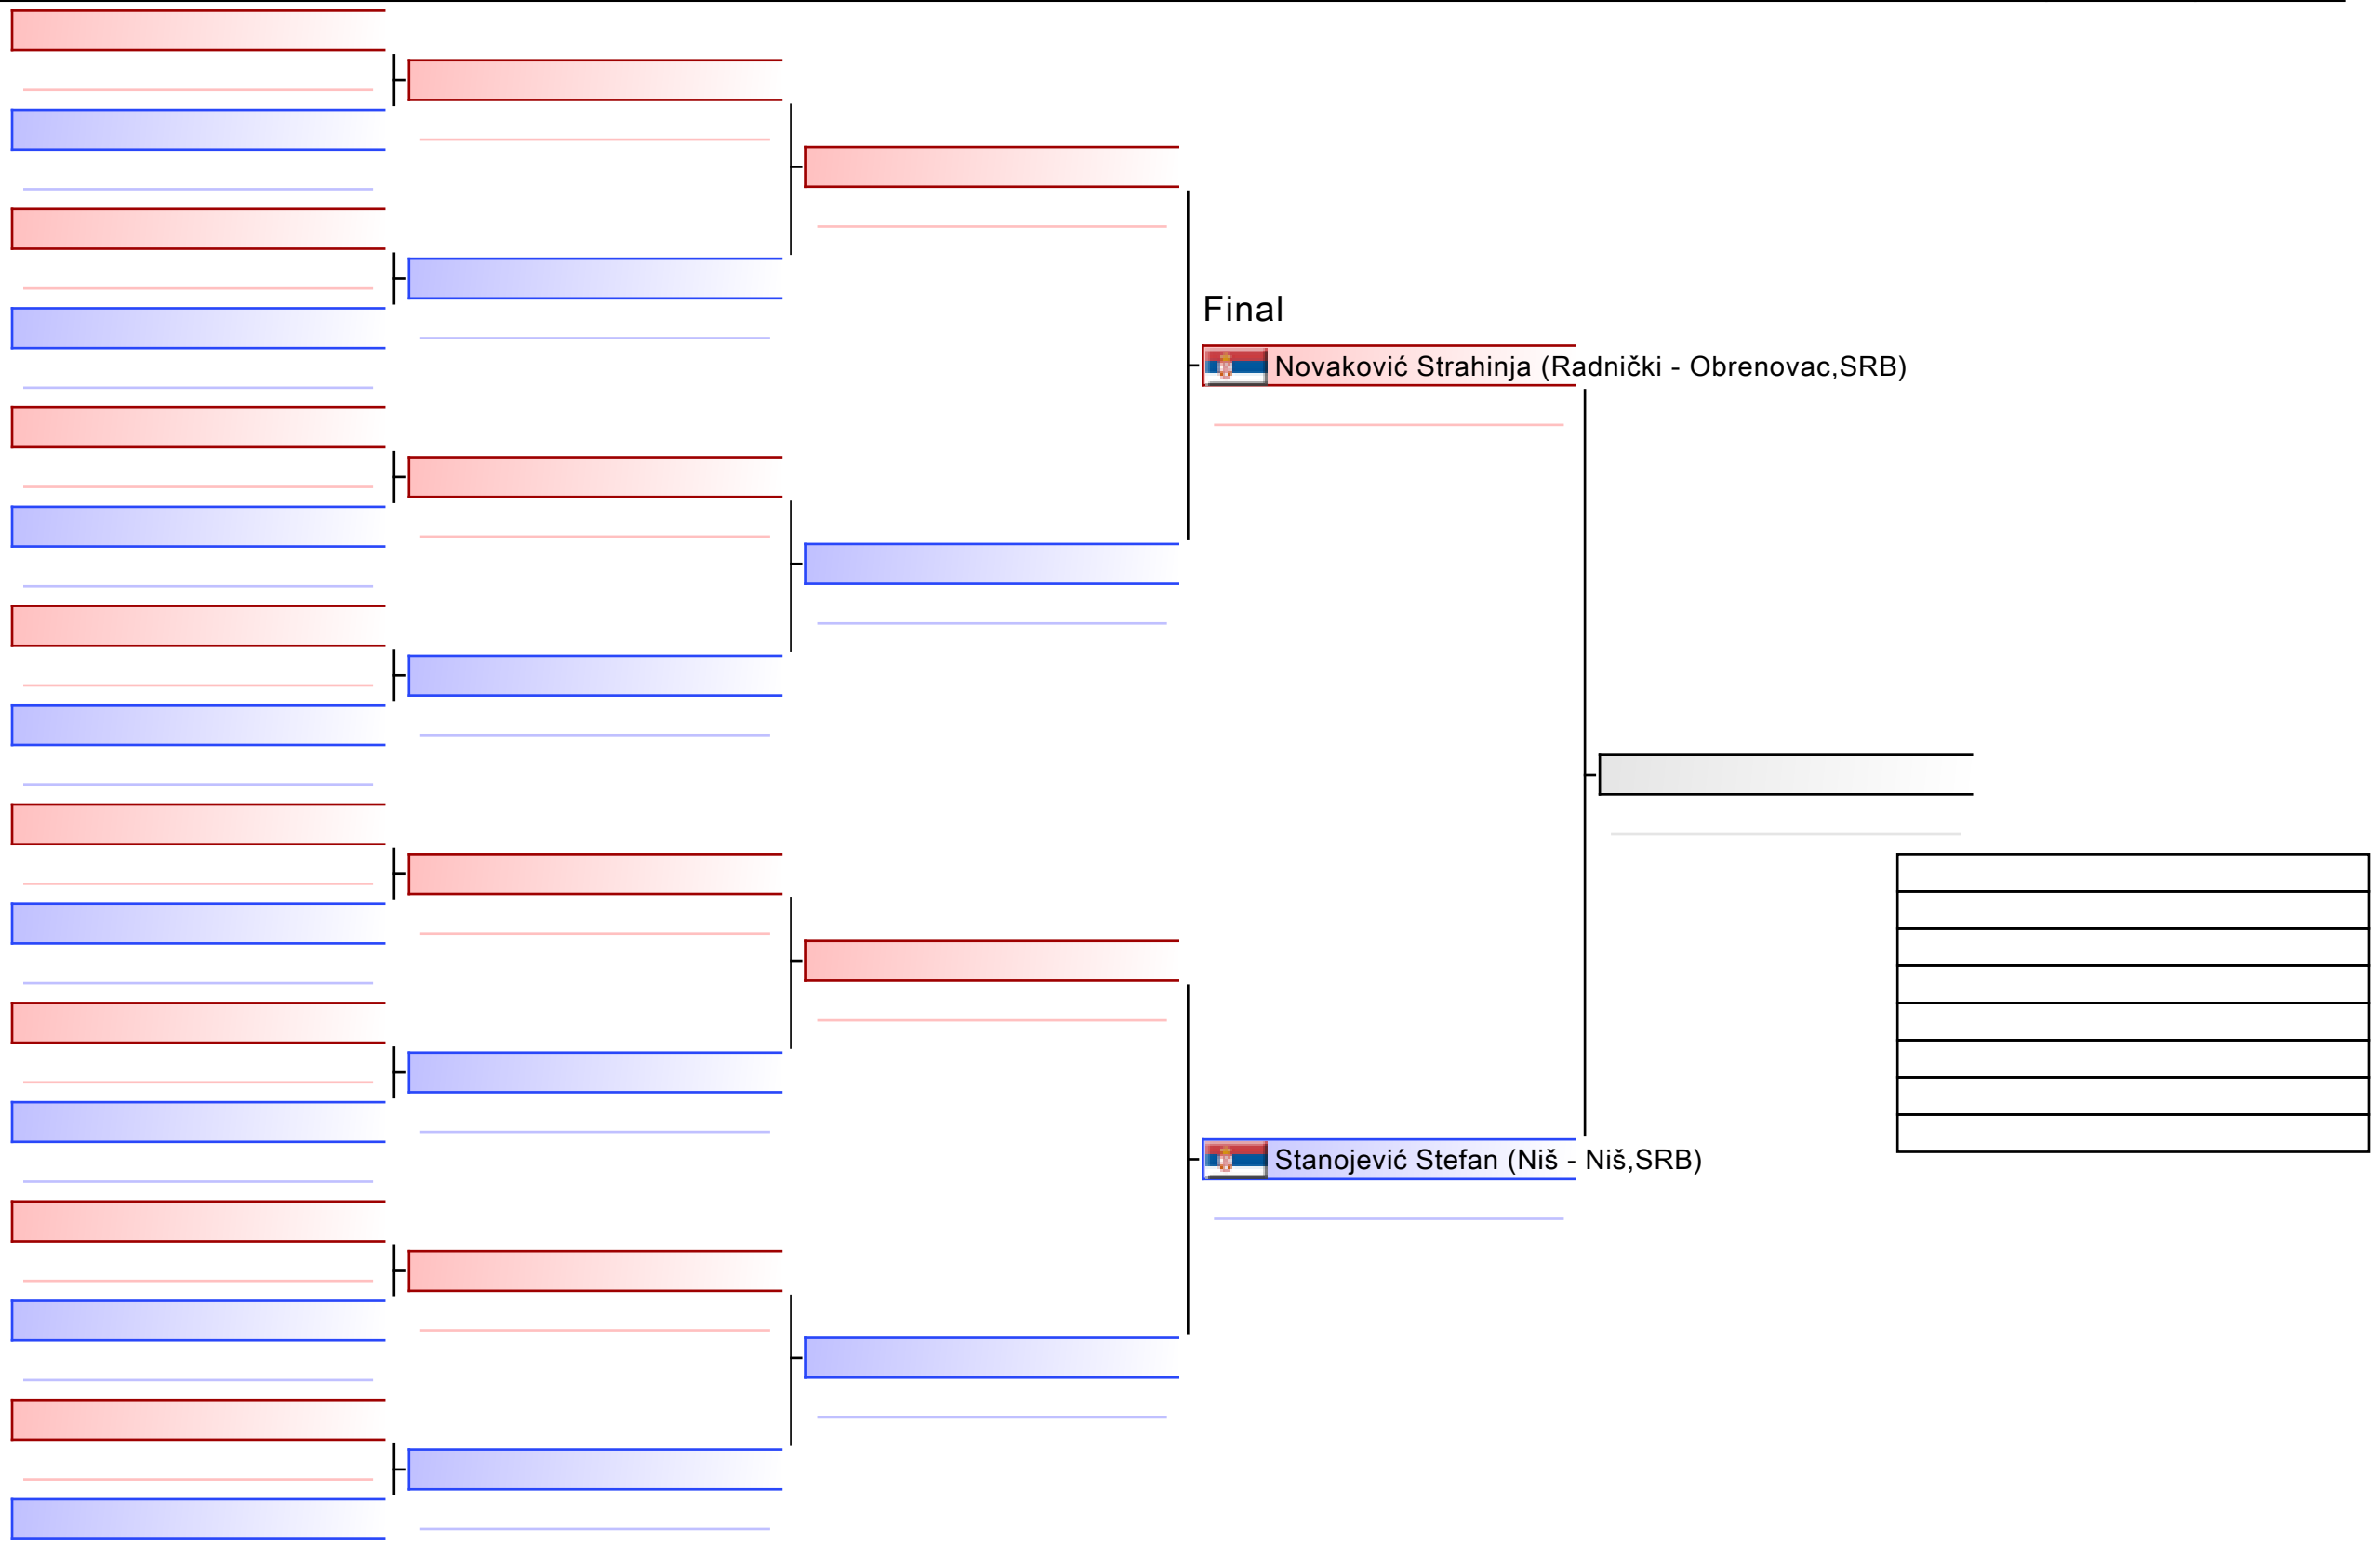 Final
Novaković Strahinja (Radnički - Obrenovac,SRB)
Stanojević Stefan (Niš - Niš,SRB)